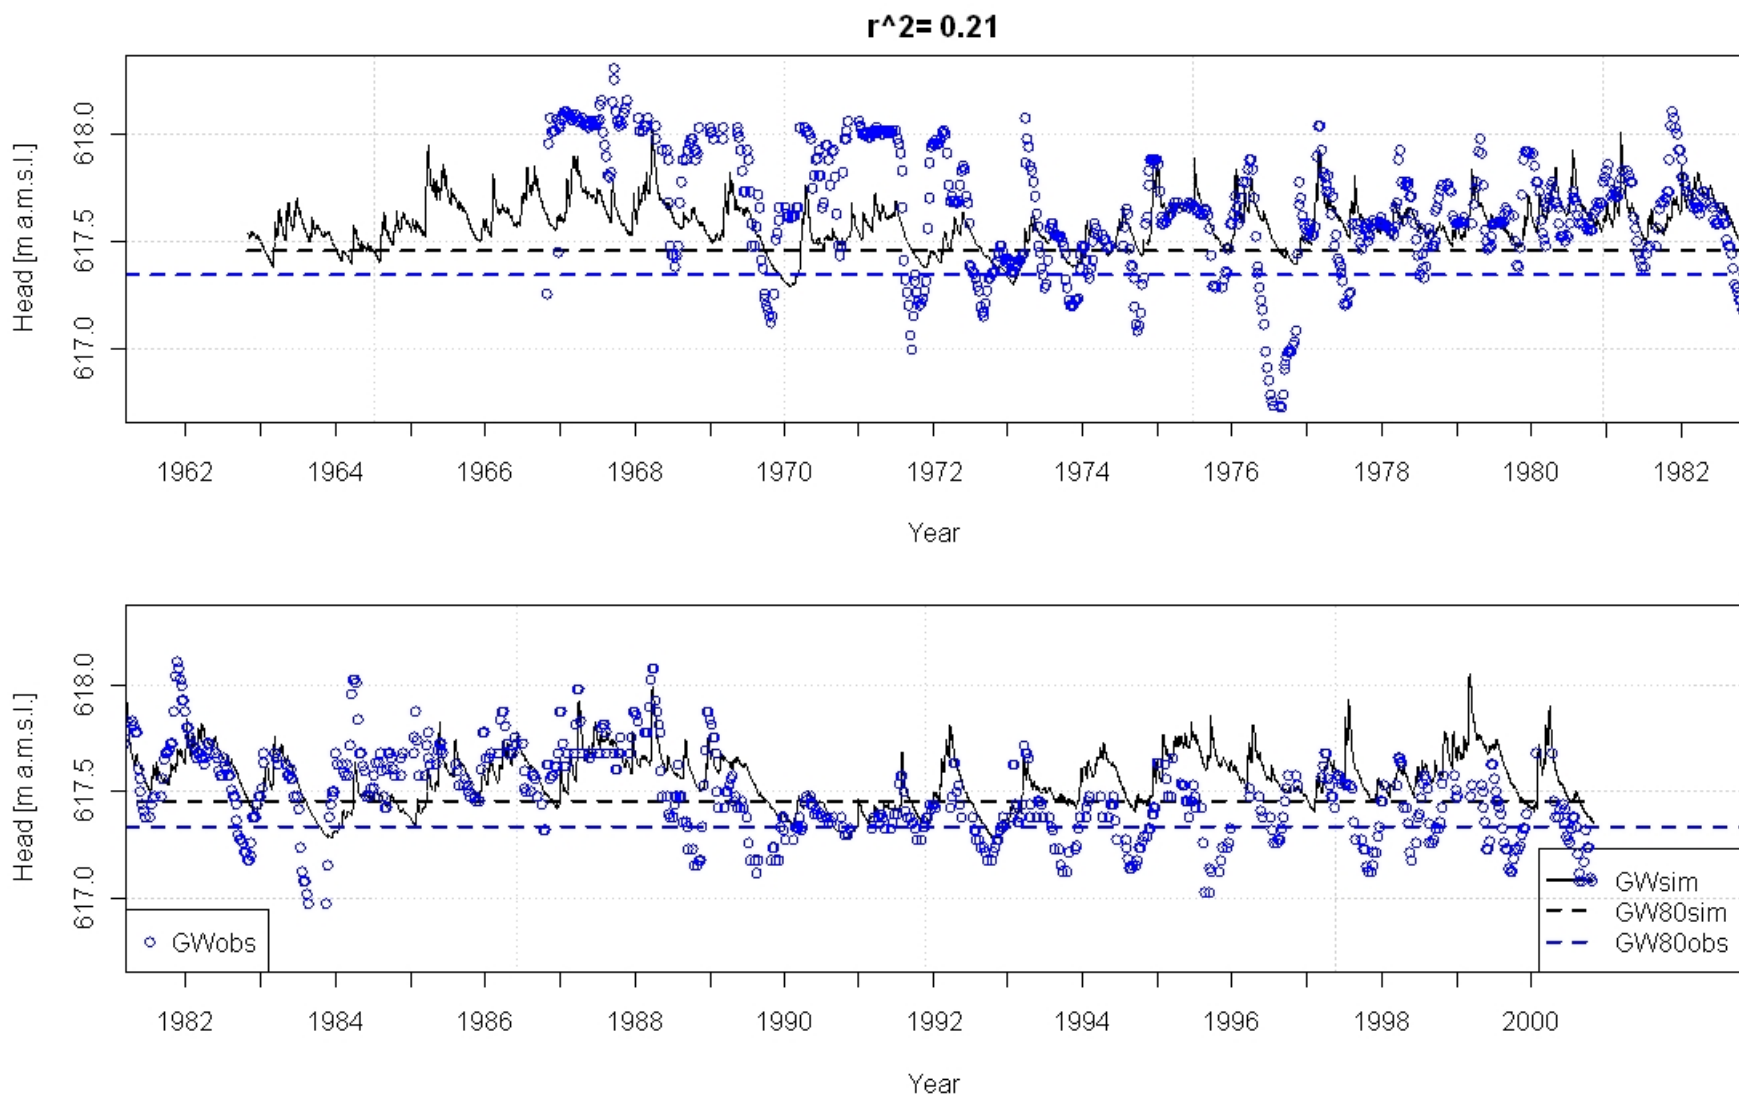 r^2= 0.21
Head [m a.m.s.l.]
618.0
617.5
617.0
1962 1964 1966 1968 1970 1972 1974 1976 1978 1980 1982
Year
Head [m a.m.s.l.]
618.0
617.5
617.0
GWobs
GWsim
GW80sim
GW80obs
1982 1984 1986 1988 1990 1992 1994 1996 1998 2000
Year